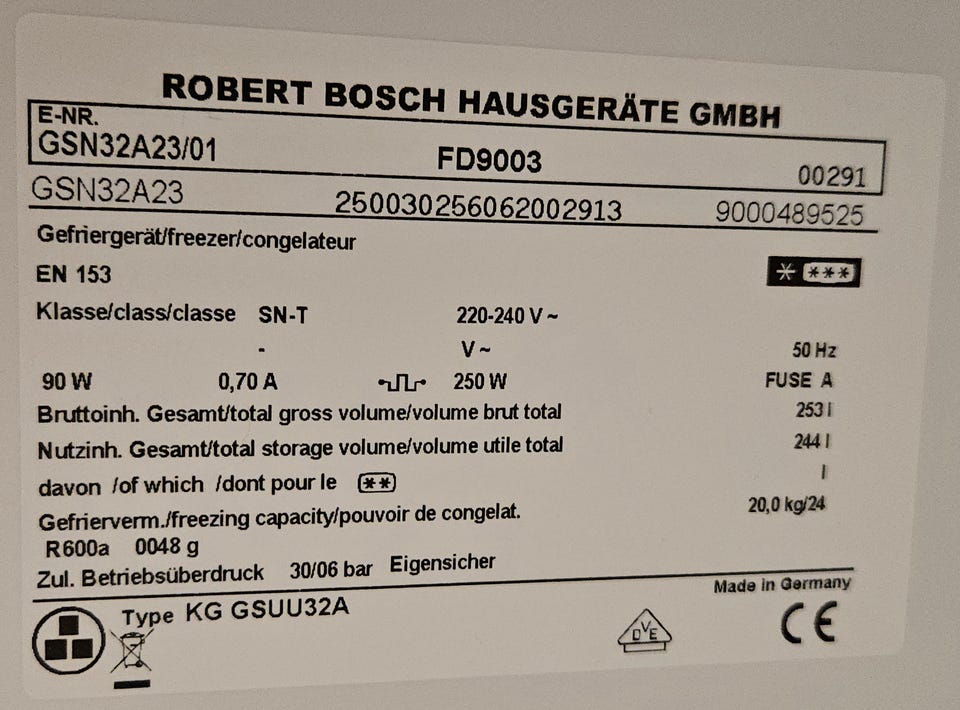 ROBERT BOSCH HAUSGERÄTE GMBH
E-NR.
GSN32A23/01 FD9003 00291
GSN32A23 250030256062002913 9000489525
Gefriergerät/freezer/congelateur
EN 153
* ***
Klasse/class/classe SN-T 220-240 V ~
- V ~ 50 Hz
90 W 0,70 A 250 W FUSE A
Bruttoinh. Gesamt/total gross volume/volume brut total 253 l
Nutzinh. Gesamt/total storage volume/volume utile total 244 l
davon /of which /dont pour le ** l
Gefrierverm./freezing capacity/pouvoir de congelat. 20,0 kg/24
R600a 0048 g
Zul. Betriebsüberdruck 30/06 bar Eigensicher
Made in Germany
Type KG GSUU32A
DVE CE